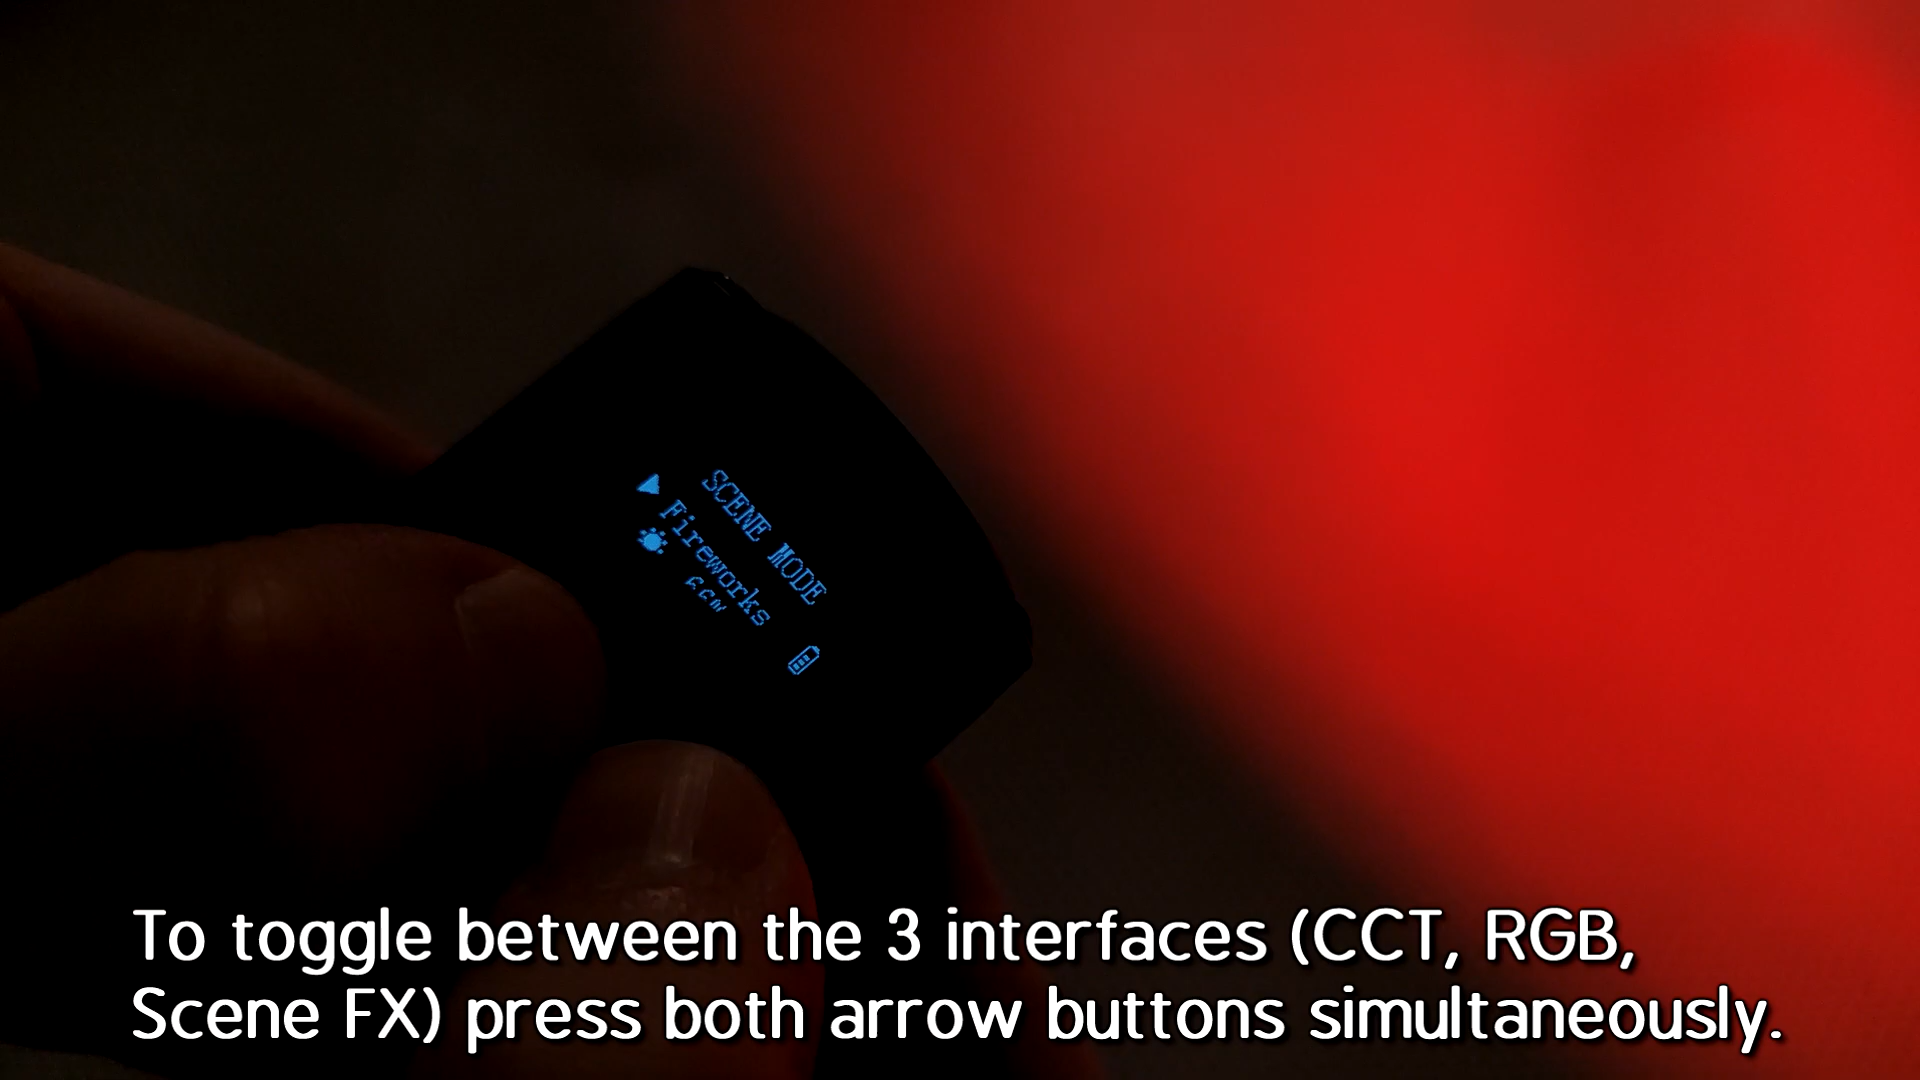 SCENE MODE
Fireworks
To toggle between the 3 interfaces (CCT, RGB,
Scene FX) press both arrow buttons simultaneously.